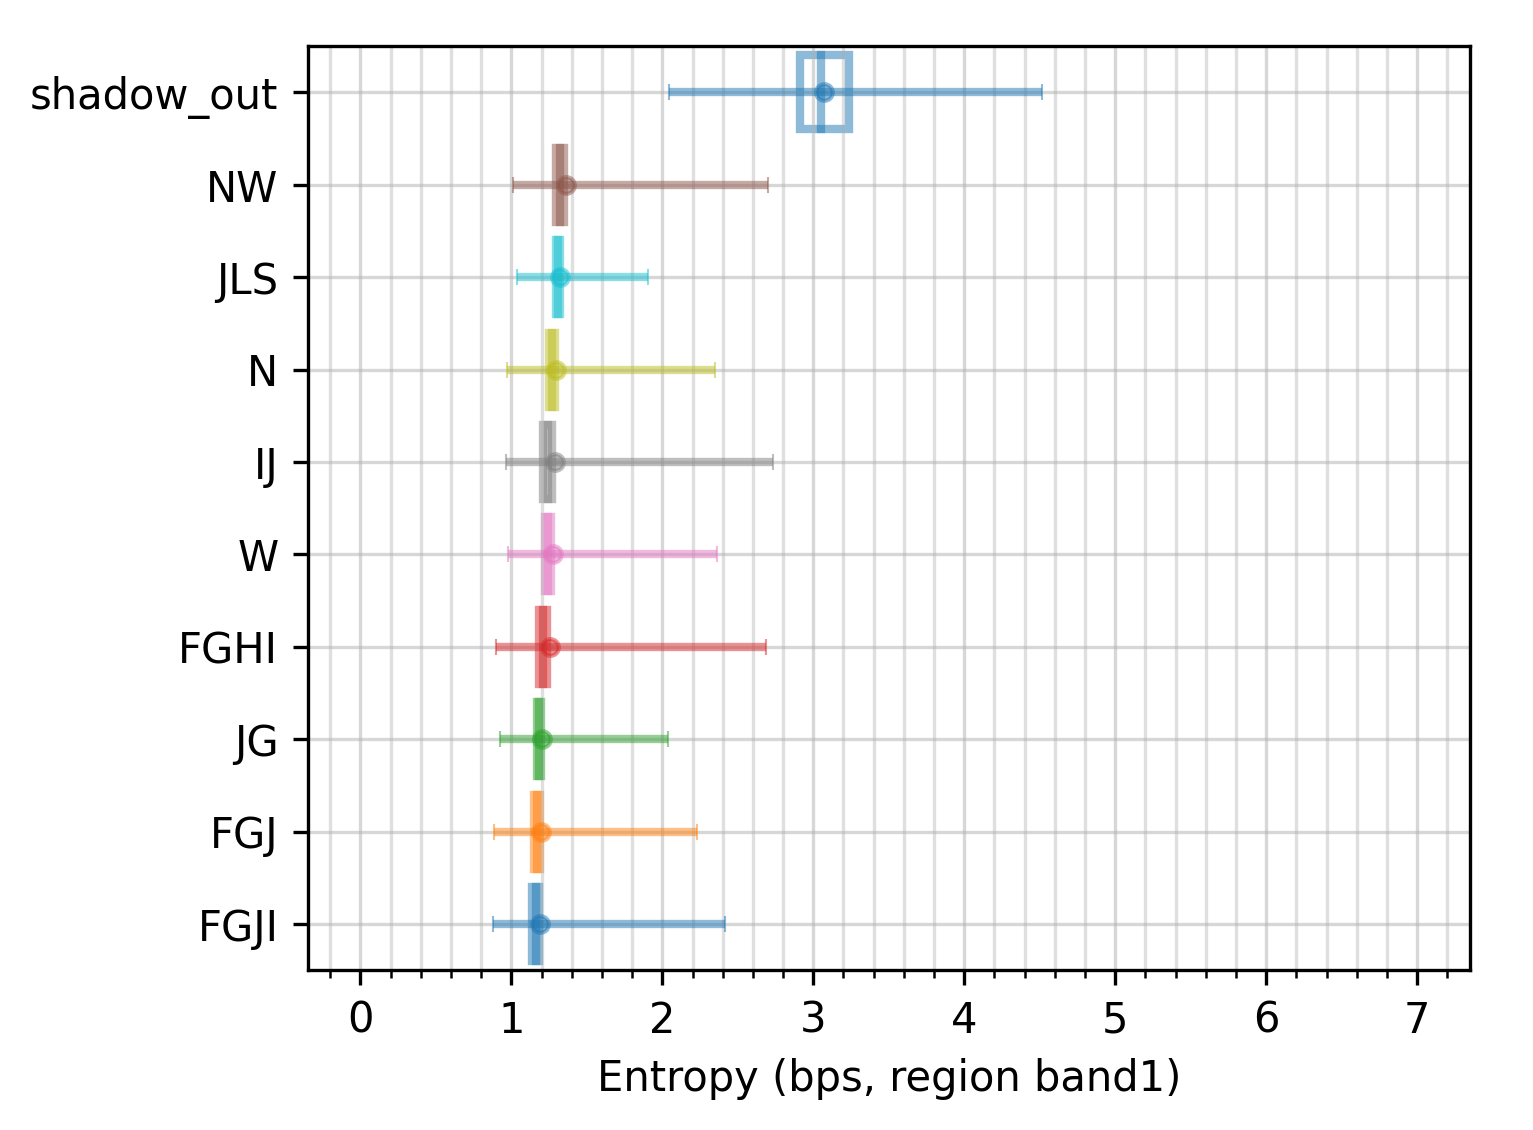 shadow_out
NW
JLS
N
IJ
W
FGHI
JG
FGJ
FGJI
0 1 2 3 4 5 6 7
Entropy (bps, region band1)